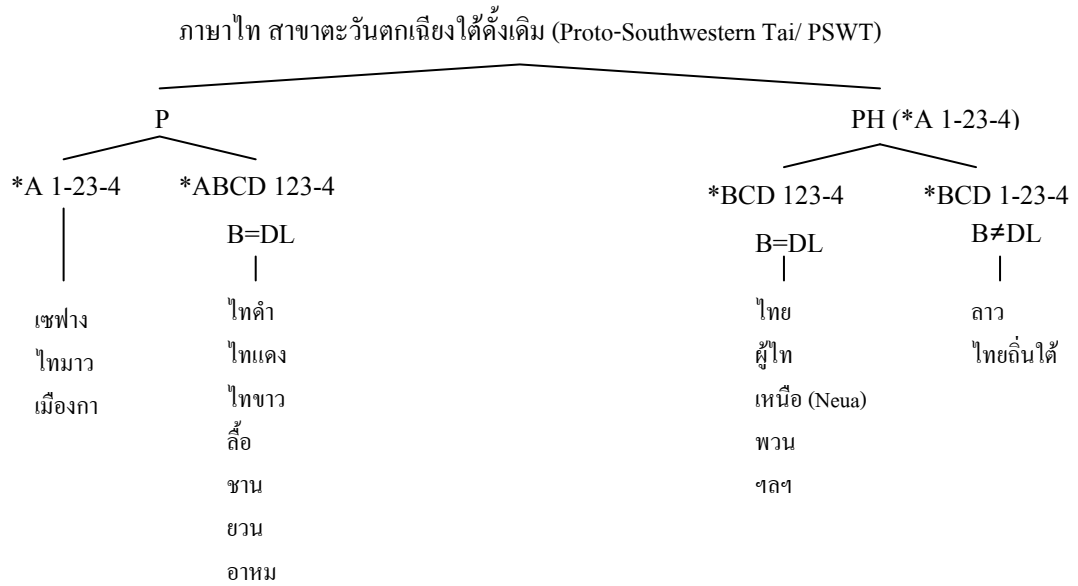 ภาษาไท สาขาตะวันตกเฉียงใต้ดั้งเดิม (Proto-Southwestern Tai/ PSWT)
P
PH (*A 1-23-4)
*A 1-23-4
*ABCD 123-4
B=DL
*BCD 123-4
B=DL
*BCD 1-23-4
B≠DL
เซฟาง
ไทมาว
เมืองกา
ไทดำ
ไทแดง
ไทขาว
ลื้อ
ชาน
ยวน
อาหม
ไทย
ผู้ไท
เหนือ (Neua)
พวน
ฯลฯ
ลาว
ไทยถิ่นใต้